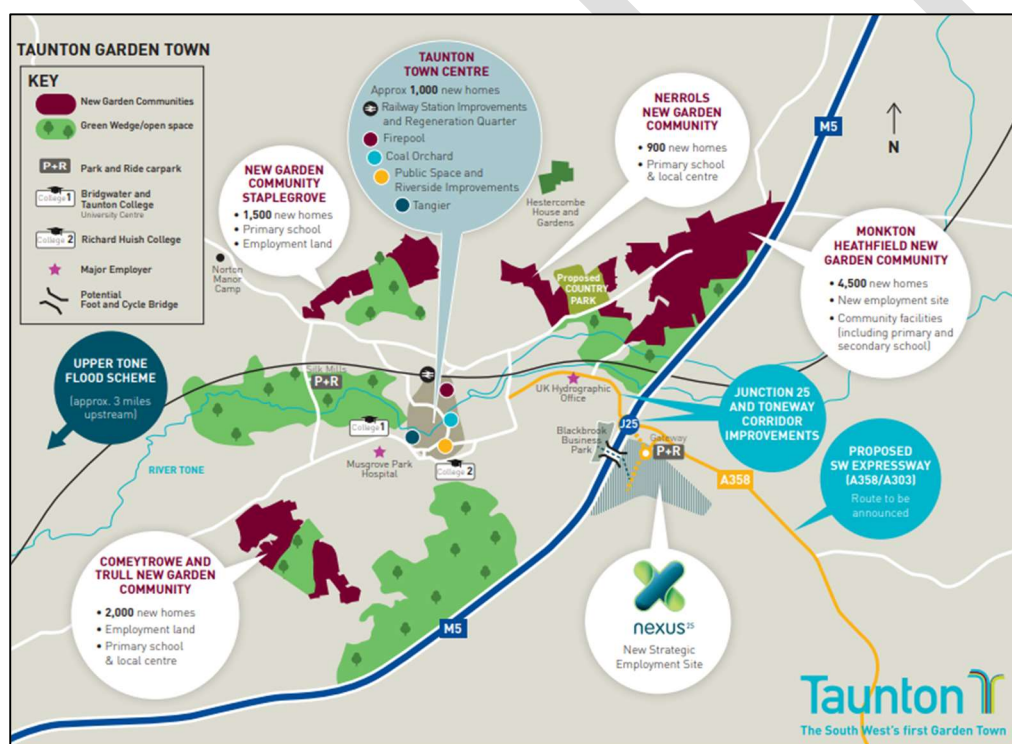 TAUNTON GARDEN TOWN
KEY
New Garden Communities
Green Wedge/open space
P+R
Park and Ride carpark
College 1
Bridgwater and
Taunton College
University Centre
College 2
Richard Huish College
Major Employer
Potential
Foot and Cycle Bridge
TAUNTON
TOWN CENTRE
Approx 1,000 new homes
Railway Station Improvements
and Regeneration Quarter
Firepool
Coal Orchard
Public Space and
Riverside Improvements
Tangier
NERROLS
NEW GARDEN
COMMUNITY
• 900 new homes
• Primary school
& local centre
M5
N
NEW GARDEN
COMMUNITY
STAPLEGROVE
• 1,500 new homes
• Primary school
• Employment land
Hestercombe
House and
Gardens
MONKTON
HEATHFIELD NEW
GARDEN COMMUNITY
• 4,500 new homes
• New employment site
• Community facilities
(including primary and
secondary school)
Norton
Manor
Camp
Proposed
COUNTRY
PARK
UPPER TONE
FLOOD SCHEME
(approx. 3 miles
upstream)
Silk Mills
P+R
UK Hydrographic
Office
JUNCTION 25
AND TONEWAY
CORRIDOR
IMPROVEMENTS
College 1
J25
Blackbrook
Business
Park
Gateway
P+R
RIVER TONE
Musgrove Park
Hospital
College 2
A358
PROPOSED
SW EXPRESSWAY
(A358/A303)
Route to be
announced
COMEYTROWE AND
TRULL NEW GARDEN
COMMUNITY
• 2,000 new homes
• Employment land
• Primary school
& local centre
M5
nexus25
New Strategic
Employment Site
Taunton
The South West's first Garden Town